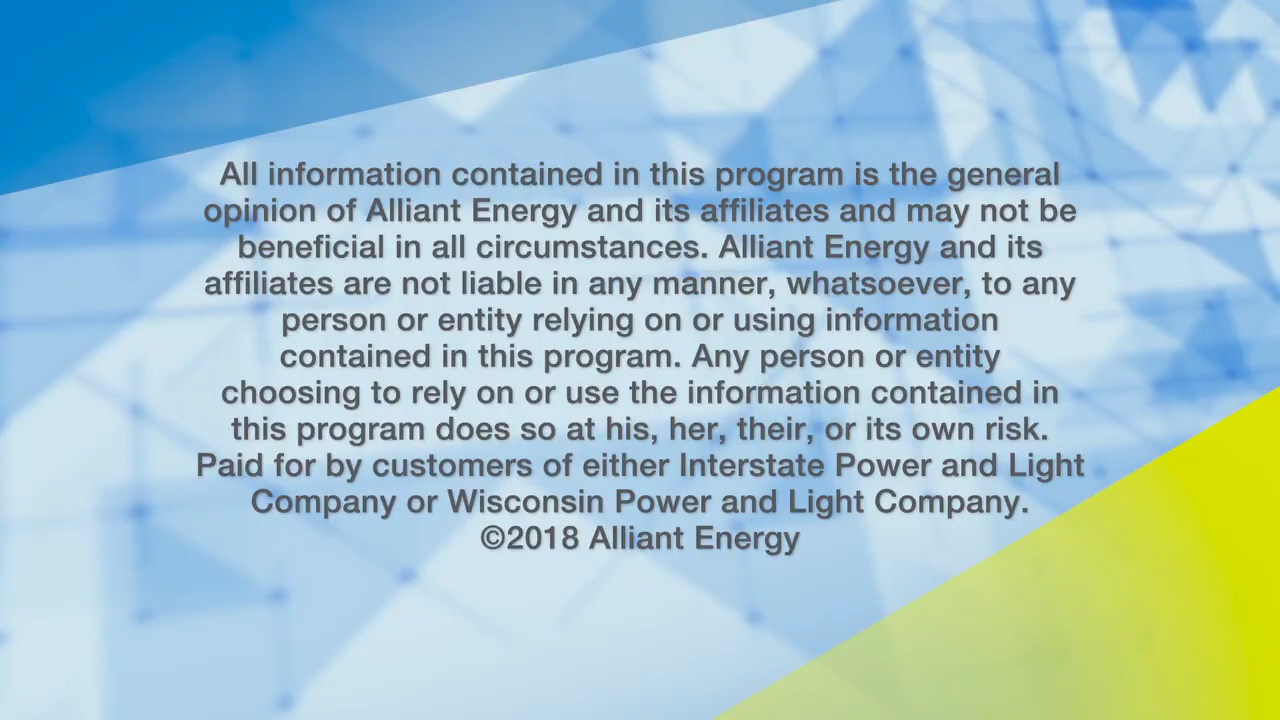 All information contained in this program is the general
opinion of Alliant Energy and its affiliates and may not be
beneficial in all circumstances. Alliant Energy and its
affiliates are not liable in any manner, whatsoever, to any
person or entity relying on or using information
contained in this program. Any person or entity
choosing to rely on or use the information contained in
this program does so at his, her, their, or its own risk.
Paid for by customers of either Interstate Power and Light
Company or Wisconsin Power and Light Company.
©2018 Alliant Energy